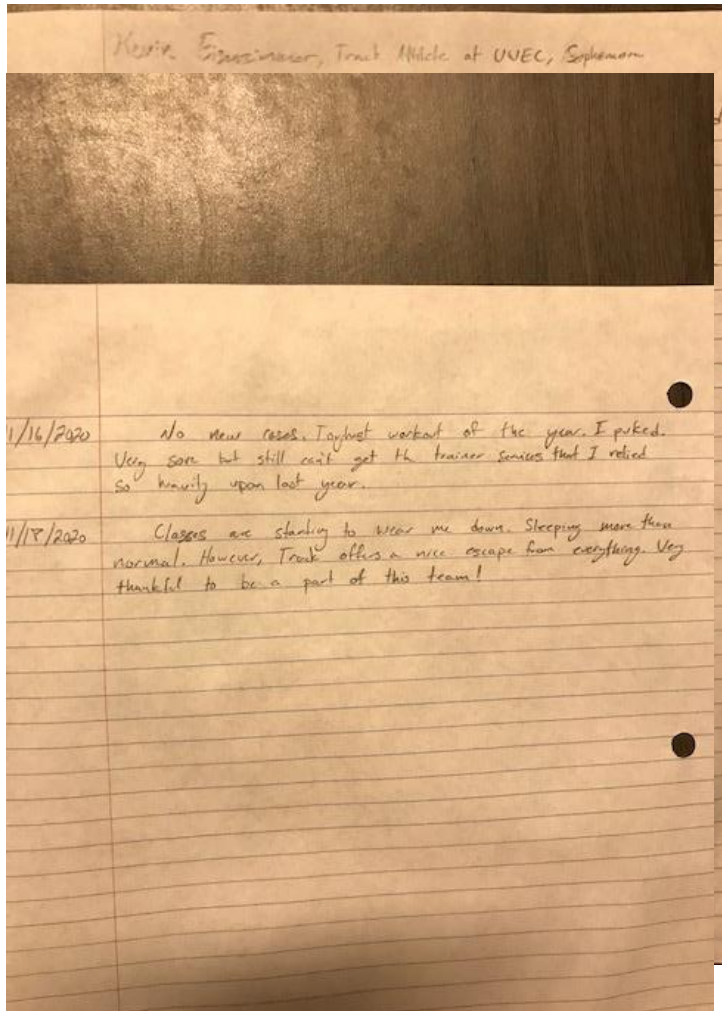 Kevin, Track Athlete at UWEC, Sophomore
1/16/2020 No new cases. Toughest workout of the year. I puked.
Very sore but still can't get the trainer services that I relied
so heavily upon last year.
11/18/2020 Classes are starting to wear me down. Sleeping more than
normal. However, Track offers a nice escape from everything. Very
thankful to be a part of this team!